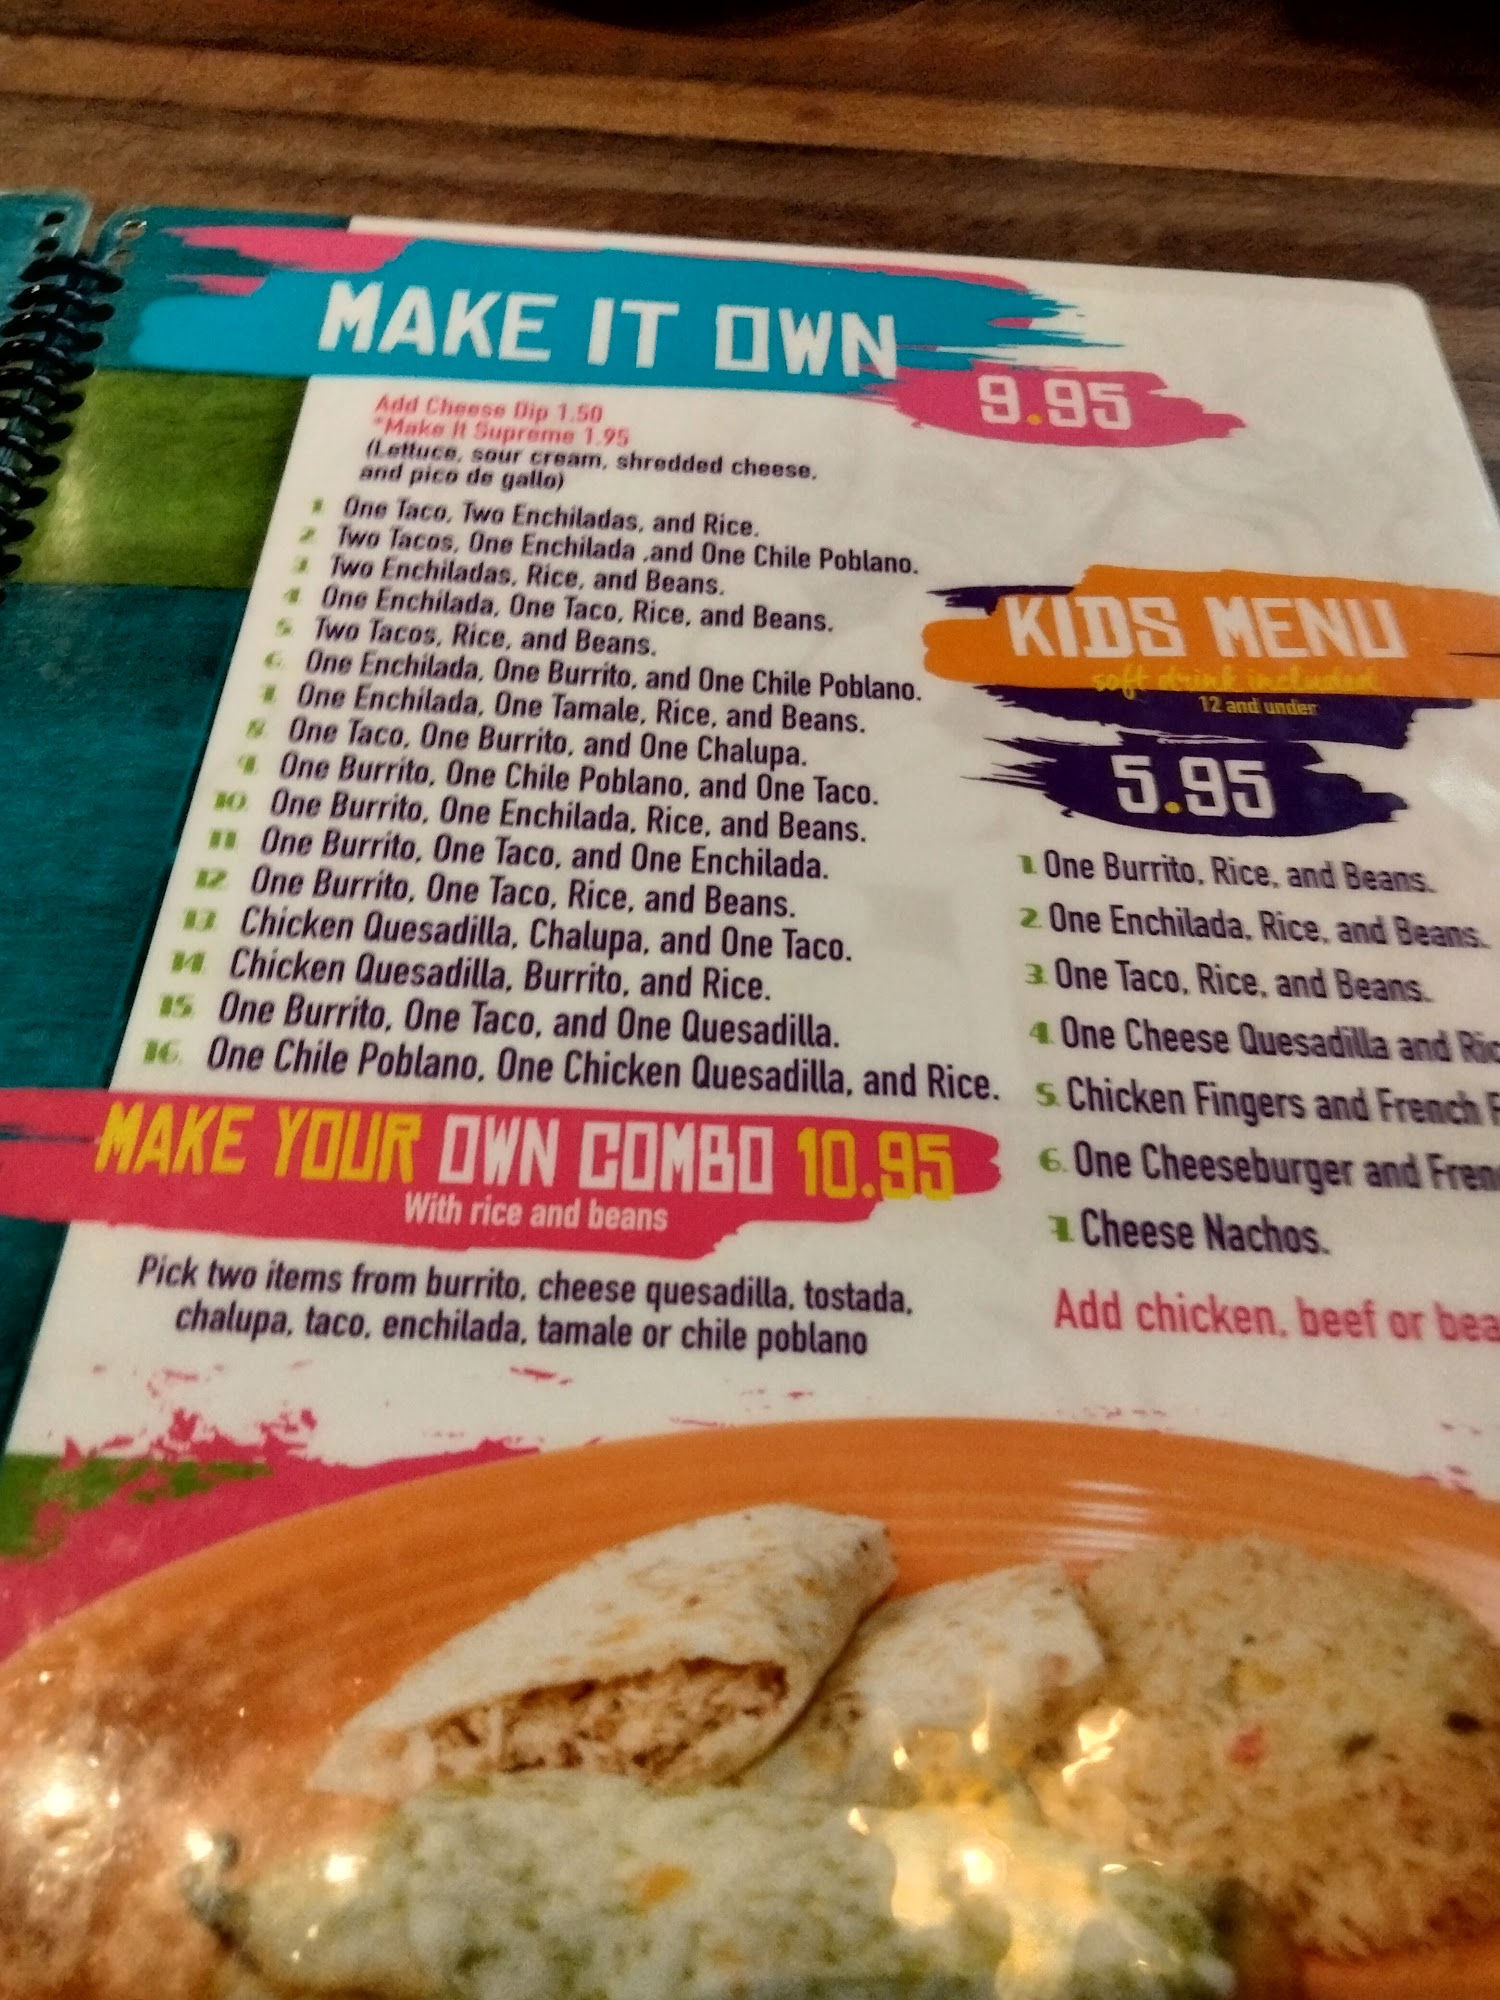 MAKE IT OWN
9.95
Add Cheese Dip 1.50
*Make It Supreme 1.95
(Lettuce, sour cream, shredded cheese,
and pico de gallo)
1. One Taco, Two Enchiladas, and Rice.
2. Two Tacos, One Enchilada ,and One Chile Poblano.
3. Two Enchiladas, Rice, and Beans.
4. One Enchilada, One Taco, Rice, and Beans.
5. Two Tacos, Rice, and Beans.
6. One Enchilada, One Burrito, and One Chile Poblano.
7. One Enchilada, One Tamale, Rice, and Beans.
8. One Taco, One Burrito, and One Chalupa.
9. One Burrito, One Chile Poblano, and One Taco.
10. One Burrito, One Enchilada, Rice, and Beans.
11. One Burrito, One Taco, and One Enchilada.
12. One Burrito, One Taco, Rice, and Beans.
13. Chicken Quesadilla, Chalupa, and One Taco.
14. Chicken Quesadilla, Burrito, and Rice.
15. One Burrito, One Taco, and One Quesadilla.
16. One Chile Poblano, One Chicken Quesadilla, and Rice.
MAKE YOUR OWN COMBO 10.95
With rice and beans
Pick two items from burrito, cheese quesadilla, tostada,
chalupa, taco, enchilada, tamale or chile poblano
KIDS MENU
soft drink included
12 and under
5.95
1. One Burrito, Rice, and Beans.
2. One Enchilada, Rice, and Beans.
3. One Taco, Rice, and Beans.
4. One Cheese Quesadilla and
5. Chicken Fingers and French
6. One Cheeseburger and
7. Cheese Nachos.
Add chicken, beef or